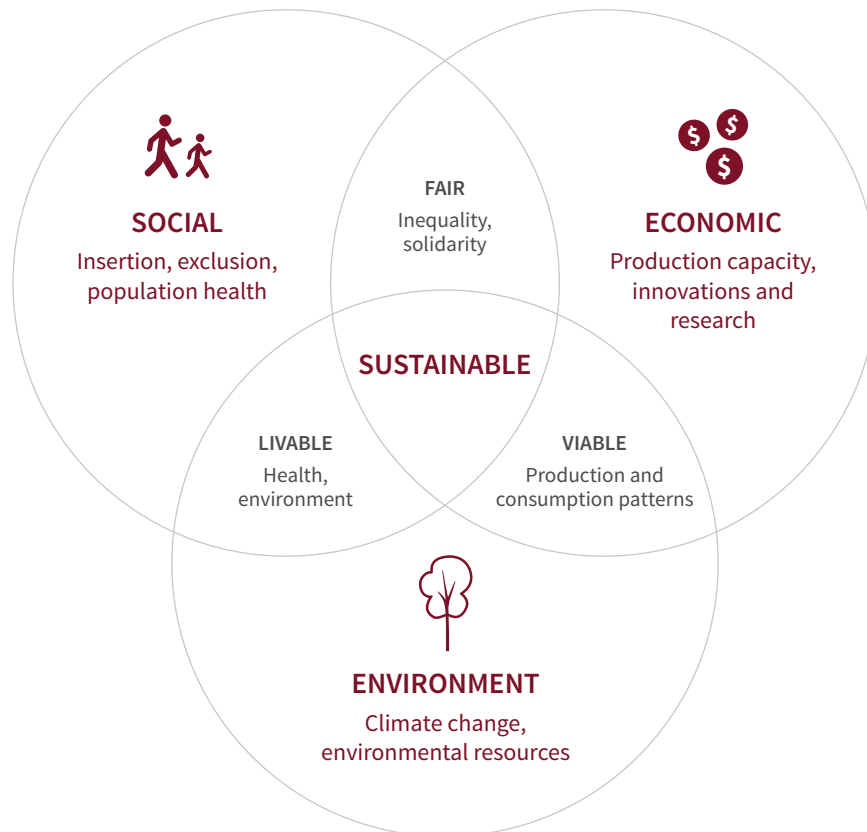 SOCIAL
Insertion, exclusion,
population health
FAIR
Inequality,
solidarity
$
$
$
ECONOMIC
Production capacity,
innovations and
research
SUSTAINABLE
LIVABLE
Health,
environment
VIABLE
Production and
consumption patterns
ENVIRONMENT
Climate change,
environmental resources